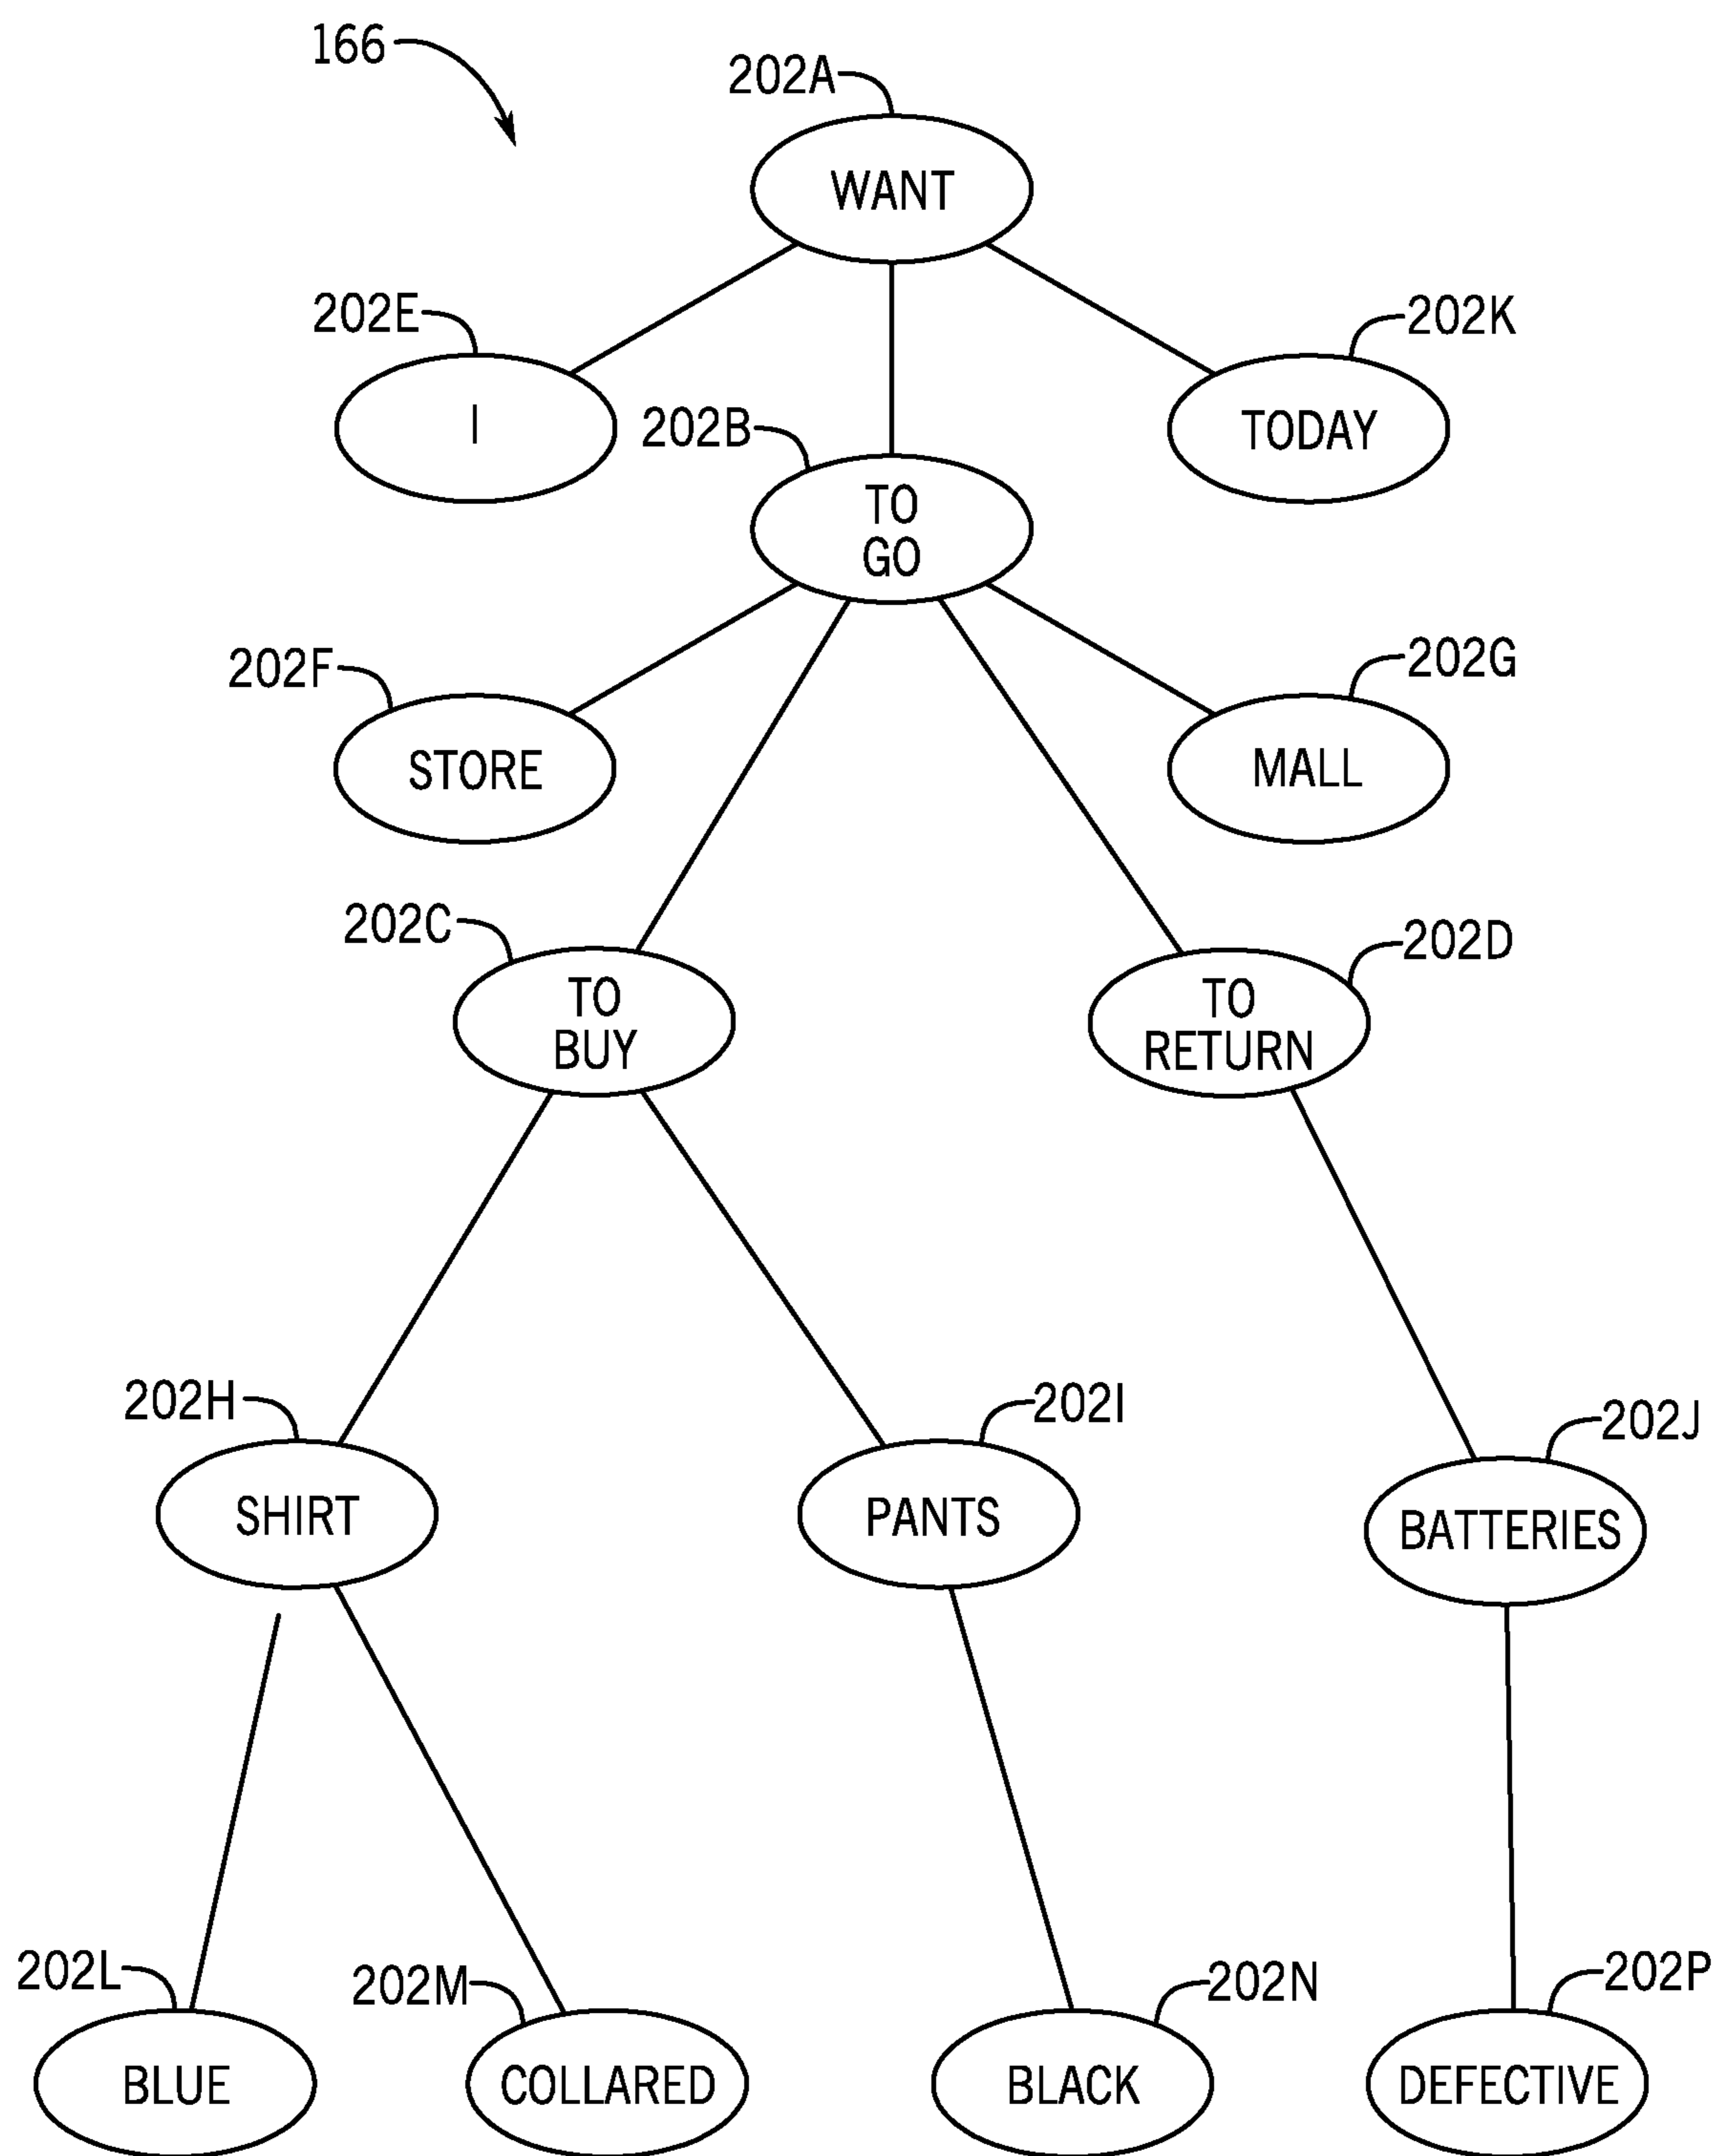 166
202A
WANT
202E
202K
I
202B
TODAY
TO
GO
202F
202G
STORE
MALL
202C
202D
TO
BUY
TO
RETURN
202H
202I
202J
SHIRT
PANTS
BATTERIES
202L
202M
202N
202P
BLUE
COLLARED
BLACK
DEFECTIVE